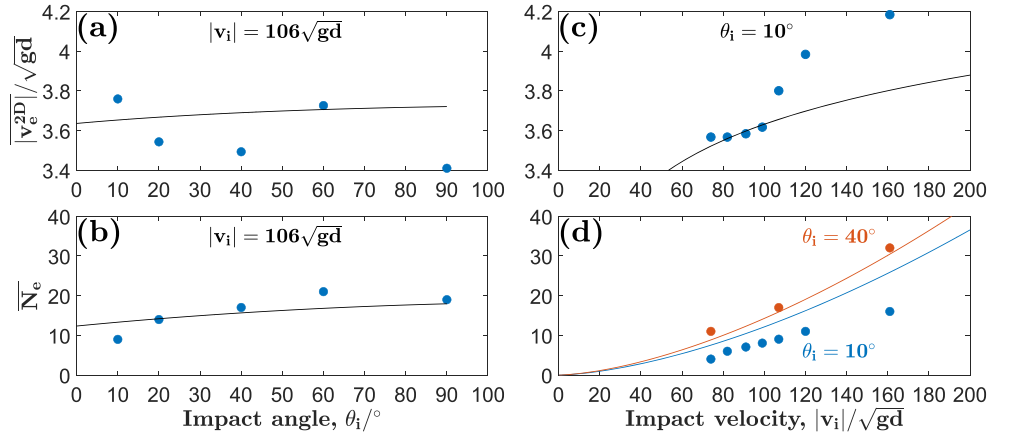 (a)
|v_i| = 106√gd
4.2
4
3.8
3.6
3.4
|v_e^2D|/√gd
0 10 20 30 40 50 60 70 80 90 100
(c)
θ_i = 10°
4.2
4
3.8
3.6
3.4
0 20 40 60 80 100 120 140 160 180 200
(b)
|v_i| = 106√gd
40
30
20
10
0
N_e
0 10 20 30 40 50 60 70 80 90 100
Impact angle, θ_i/°
(d)
θ_i = 40°
θ_i = 10°
40
30
20
10
0
0 20 40 60 80 100 120 140 160 180 200
Impact velocity, |v_i|/√gd